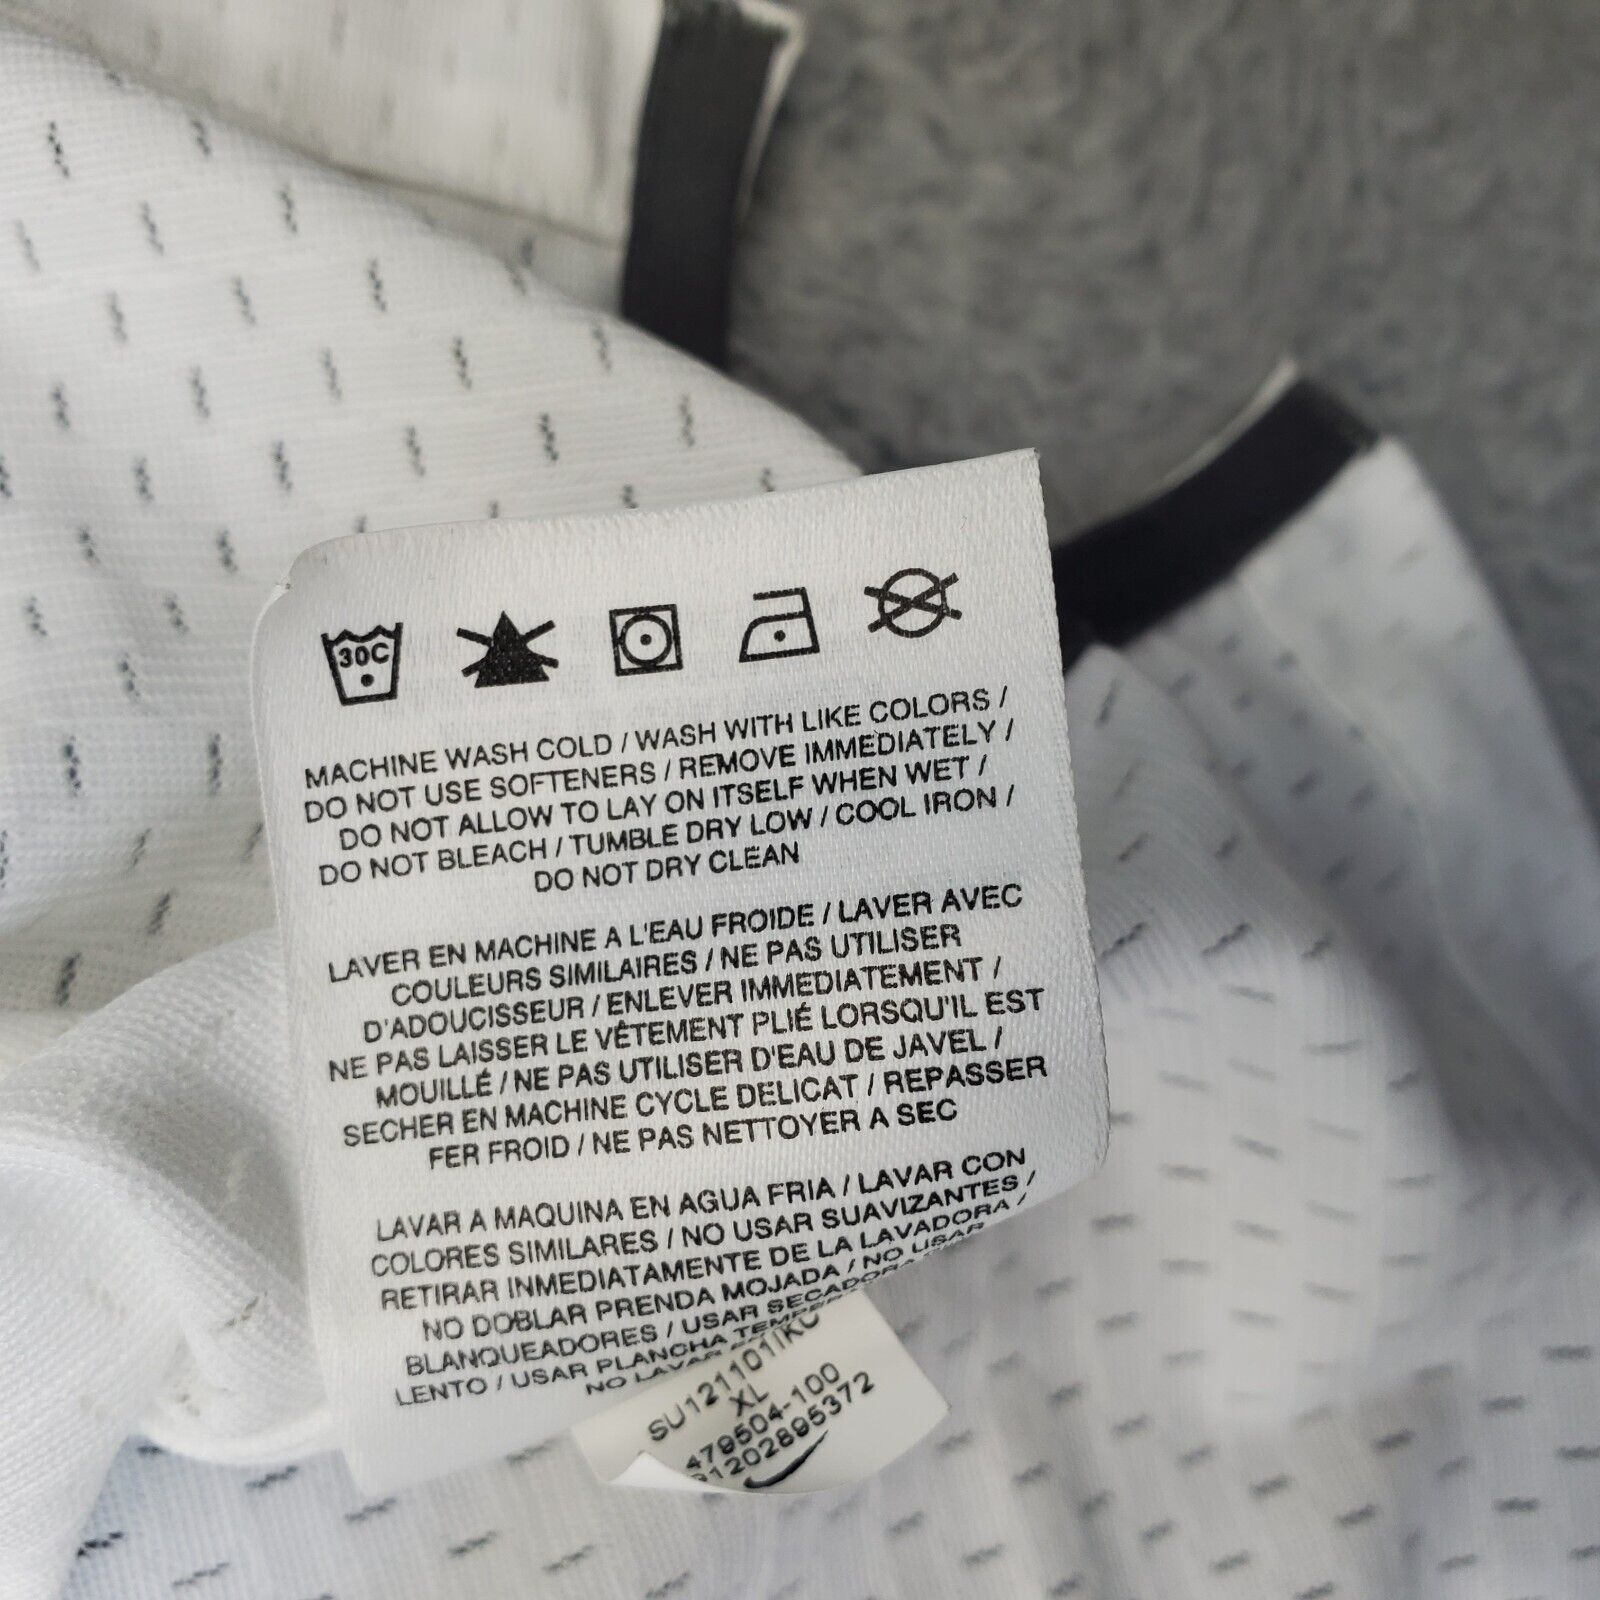 30C
MACHINE WASH COLD / WASH WITH LIKE COLORS /
DO NOT USE SOFTENERS / REMOVE IMMEDIATELY /
DO NOT ALLOW TO LAY ON ITSELF WHEN WET /
DO NOT BLEACH / TUMBLE DRY LOW / COOL IRON /
DO NOT DRY CLEAN
LAVER EN MACHINE A L'EAU FROIDE / LAVER AVEC
COULEURS SIMILAIRES / NE PAS UTILISER
D'ADOUCISSEUR / ENLEVER IMMEDIATEMENT /
NE PAS LAISSER LE VÊTEMENT PLIÉ LORSQU'IL EST
MOUILLÉ / NE PAS UTILISER D'EAU DE JAVEL /
SECHER EN MACHINE CYCLE DELICAT / REPASSER
FER FROID / NE PAS NETTOYER A SEC
LAVAR A MAQUINA EN AGUA FRIA / LAVAR CON
COLORES SIMILARES / NO USAR SUAVIZANTES /
RETIRAR INMEDIATAMENTE DE LA LAVADORA /
NO DOBLAR PRENDA MOJADA / NO USAR
BLANQUEADORES / USAR SECADORA
LENTO / USAR PLANCHA
NO LAVAR
XL
479504-100